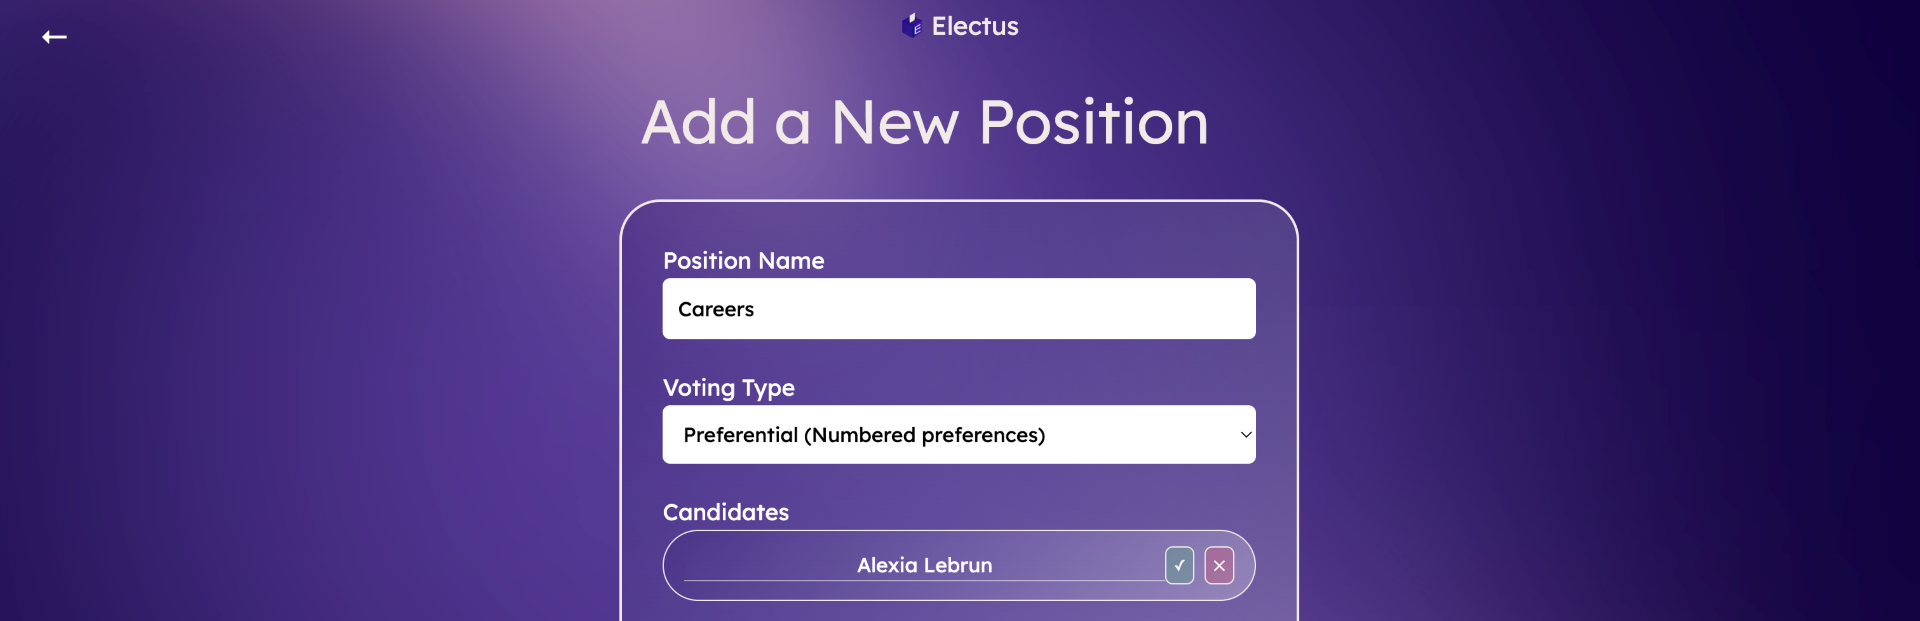 Electus
Add a New Position
Position Name
Careers
Voting Type
Preferential (Numbered preferences)
Candidates
Alexia Lebrun